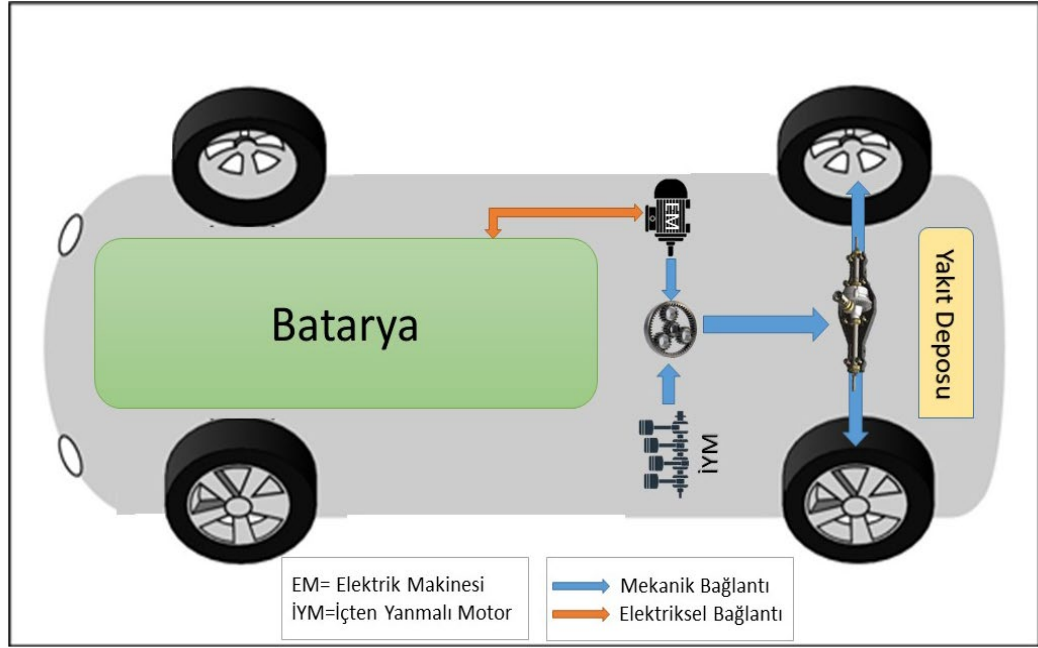 EM
Batarya
Yakıt Deposu
İYM
EM= Elektrik Makinesi
İYM=İçten Yanmalı Motor
Mekanik Bağlantı
Elektriksel Bağlantı